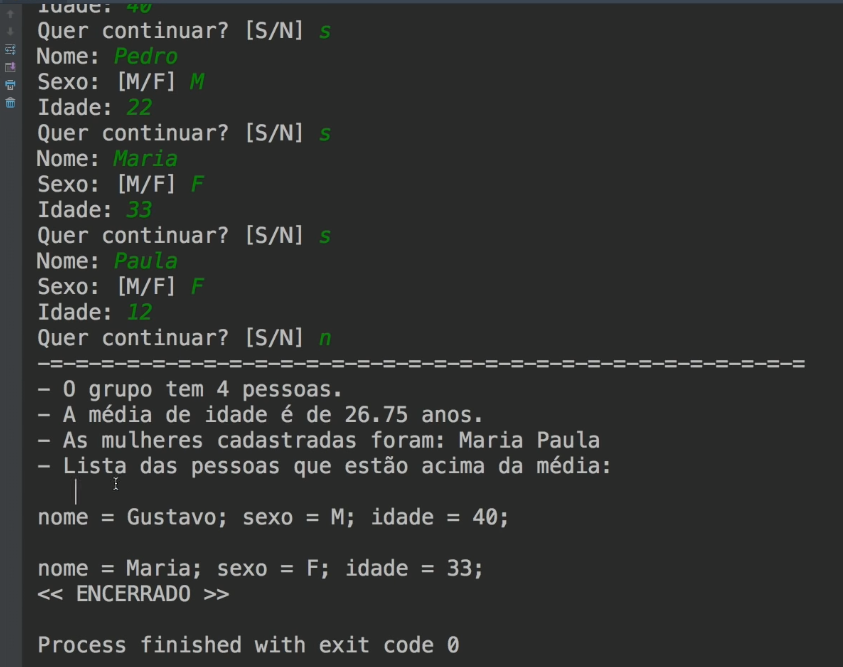 Idade: 40
Quer continuar? [S/N] s
Nome: Pedro
Sexo: [M/F] M
Idade: 22
Quer continuar? [S/N] s
Nome: Maria
Sexo: [M/F] F
Idade: 33
Quer continuar? [S/N] s
Nome: Paula
Sexo: [M/F] F
Idade: 12
Quer continuar? [S/N] n
-=-=-=-=-=-=-=-=-=-=-=-=-=-=-=-=-=-=-=-=-=-=-=-=-=-=-=-=-=-=
- O grupo tem 4 pessoas.
- A média de idade é de 26.75 anos.
- As mulheres cadastradas foram: Maria Paula
- Lista das pessoas que estão acima da média:
nome = Gustavo; sexo = M; idade = 40;
nome = Maria; sexo = F; idade = 33;
<< ENCERRADO >>
Process finished with exit code 0